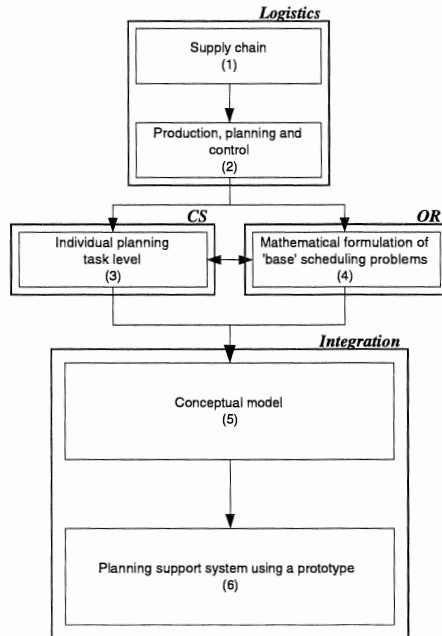 Logistics
Supply chain
(1)
Production, planning and
control
(2)
CS
OR
Individual planning
task level
(3)
Mathematical formulation of
'base' scheduling problems
(4)
Integration
Conceptual model
(5)
Planning support system using a prototype
(6)